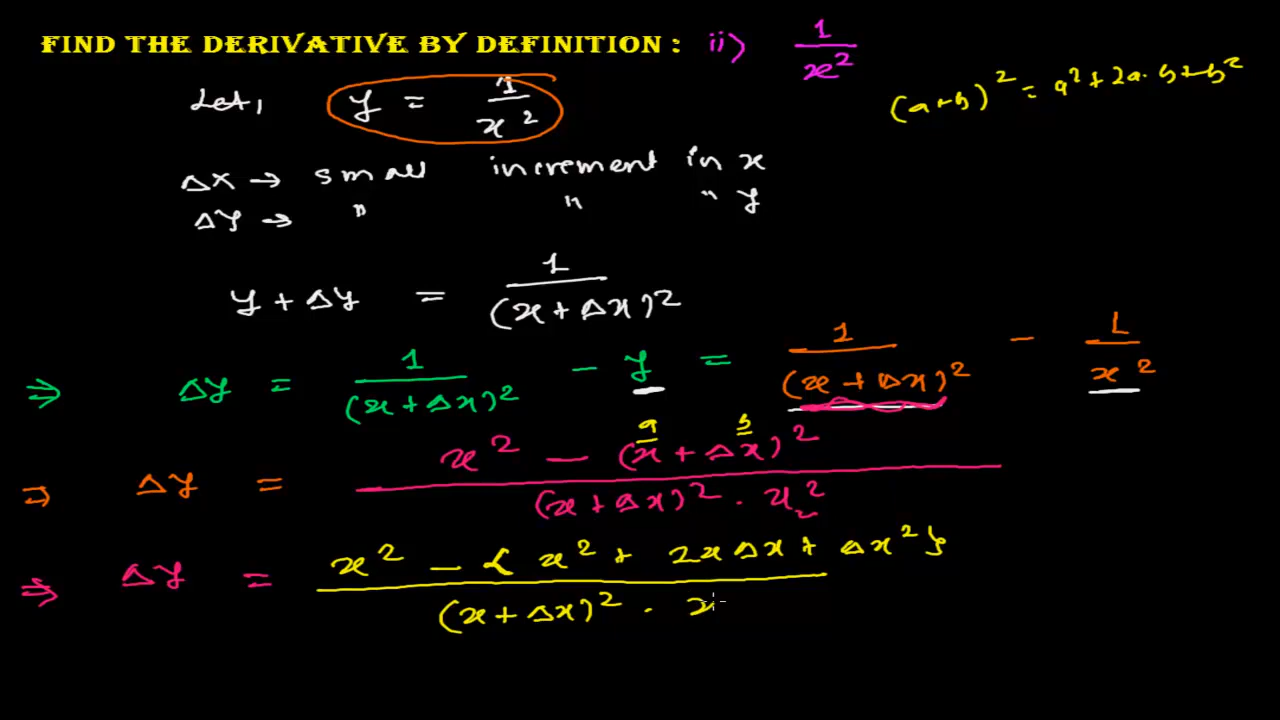 FIND THE DERIVATIVE BY DEFINITION : ii) 1/x²
(a+b)² = a² + 2a·b + b²
Let, y = 1/x²
Δx → small increment in x
Δy → " " " y
y + Δy = 1/(x+Δx)²
⇒ Δy = 1/(x+Δx)² - y = 1/(x+Δx)² - 1/x²
a b
⇒ Δy = x² - (x+Δx)² / (x+Δx)² · x²
⇒ Δy = x² - { x² + 2xΔx + Δx² } / (x+Δx)² · x